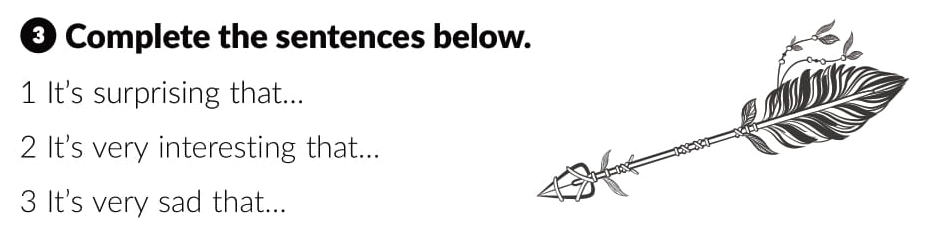 3 Complete the sentences below.
1 It's surprising that...
2 It's very interesting that...
3 It's very sad that...